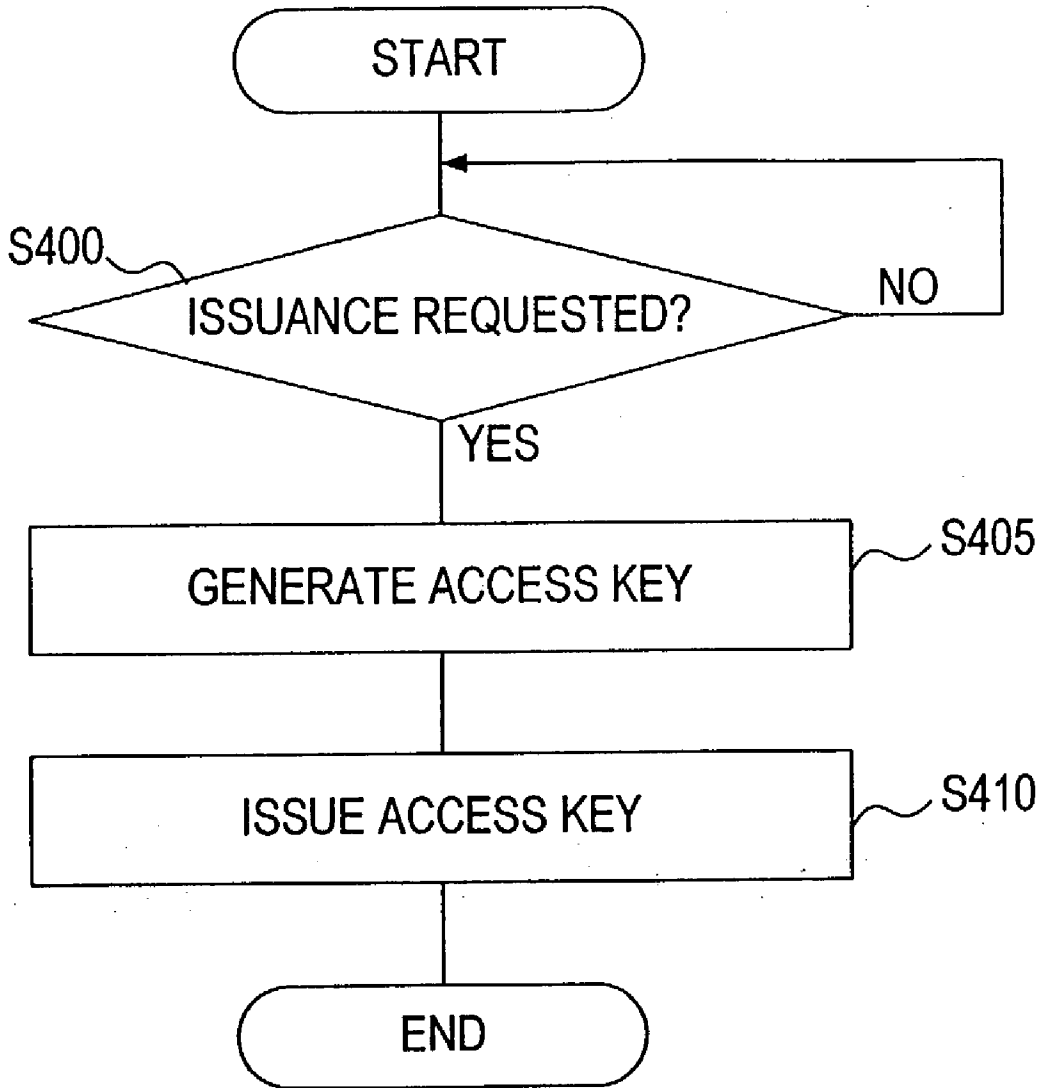 START
S400
ISSUANCE REQUESTED?
NO
YES
GENERATE ACCESS KEY
S405
ISSUE ACCESS KEY
S410
END